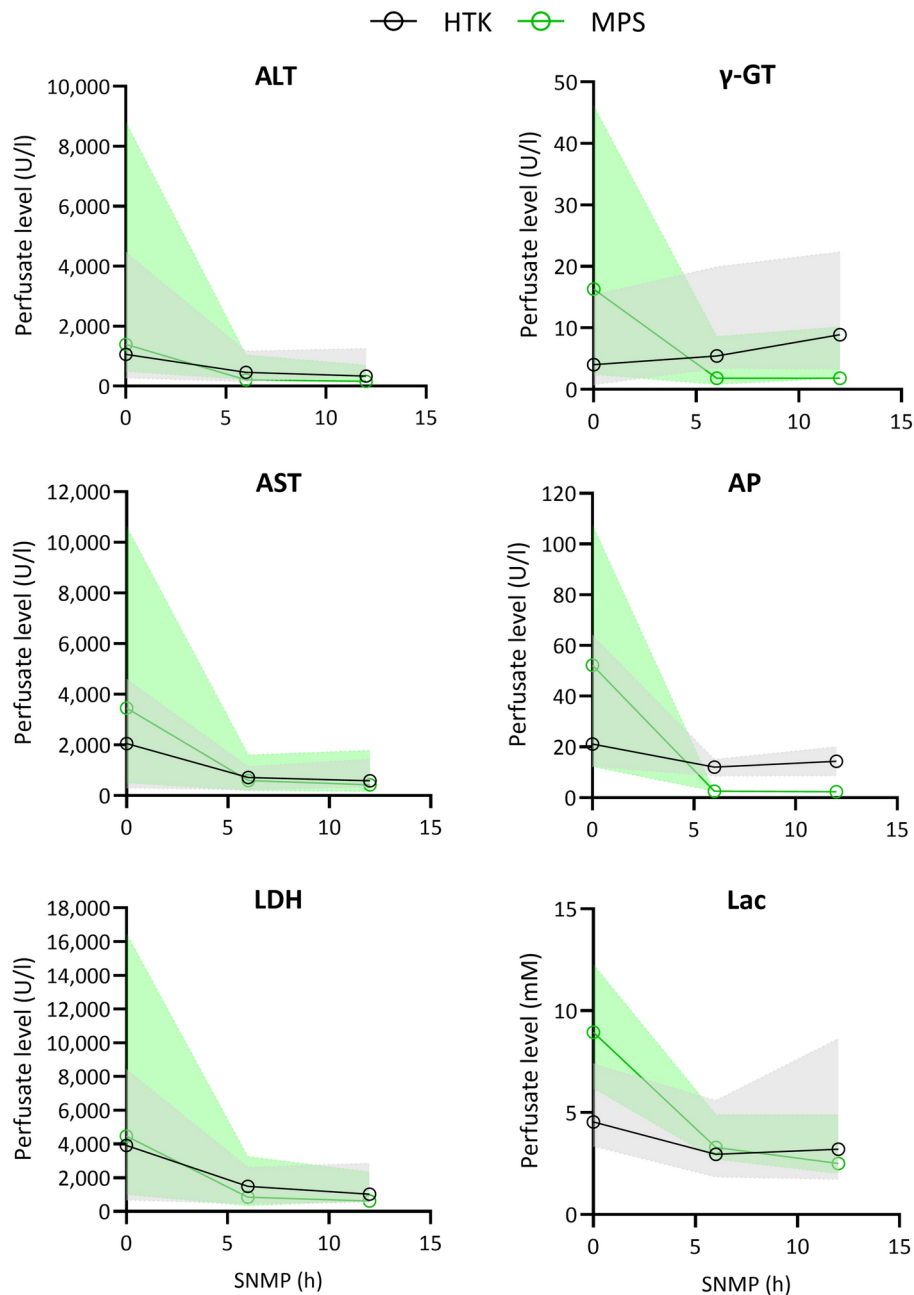 HTK MPS
ALT
Perfusate level (U/l)
10,000
8,000
6,000
4,000
2,000
0
0 5 10 15
γ-GT
Perfusate level (U/l)
50
40
30
20
10
0
0 5 10 15
AST
Perfusate level (U/l)
12,000
10,000
8,000
6,000
4,000
2,000
0
0 5 10 15
AP
Perfusate level (U/l)
120
100
80
60
40
20
0
0 5 10 15
LDH
Perfusate level (U/l)
18,000
16,000
14,000
12,000
10,000
8,000
6,000
4,000
2,000
0
0 5 10 15
SNMP (h)
Lac
Perfusate level (mM)
15
10
5
0
0 5 10 15
SNMP (h)